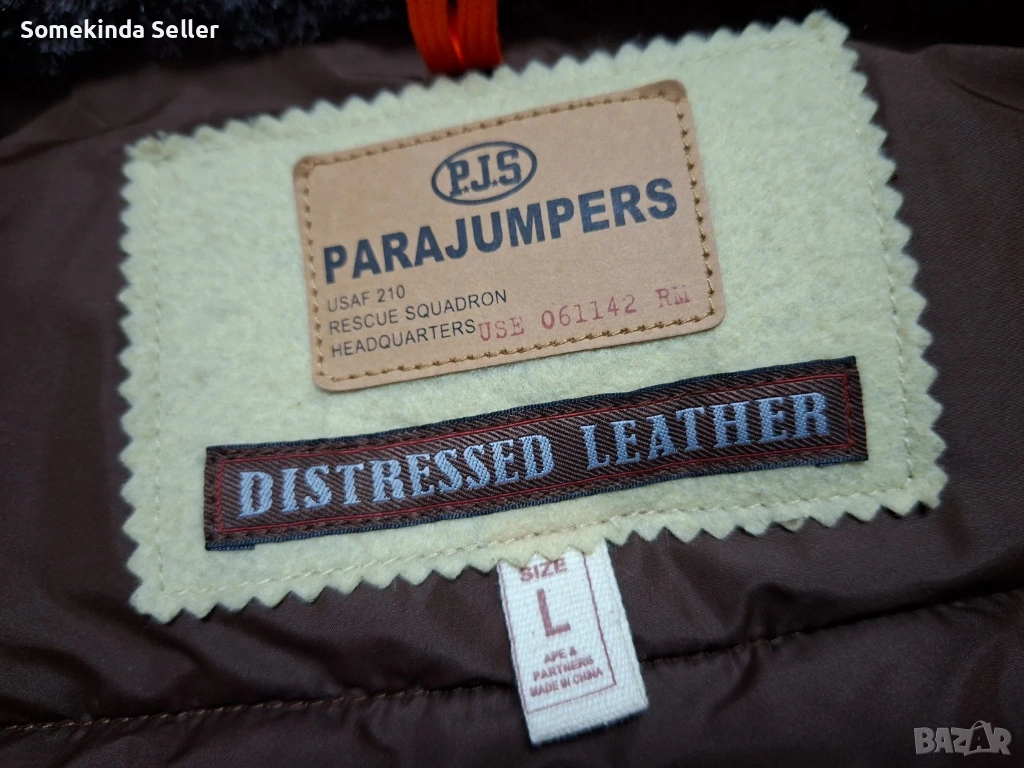 Somekinda Seller
P.J.S
PARAJUMPERS
USAF 210
RESCUE SQUADRON
HEADQUARTERS USE 061142 RM
DISTRESSED LEATHER
SIZE
L
APE &
PARTNERS
MADE IN CHINA
BAZAR